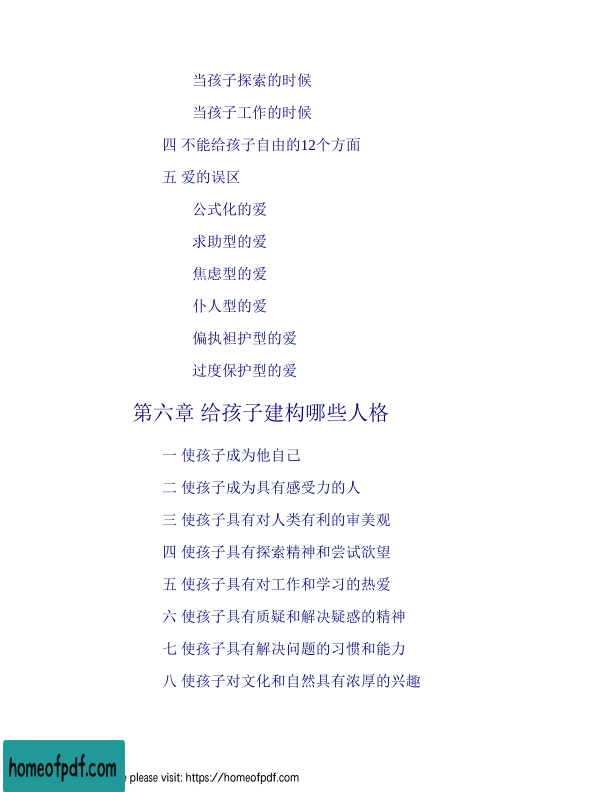 当孩子探索的时候
当孩子工作的时候
四 不能给孩子自由的12个方面
五 爱的误区
公式化的爱
求助型的爱
焦虑型的爱
仆人型的爱
偏执袒护型的爱
过度保护型的爱
第六章 给孩子建构哪些人格
一 使孩子成为他自己
二 使孩子成为具有感受力的人
三 使孩子具有对人类有利的审美观
四 使孩子具有探索精神和尝试欲望
五 使孩子具有对工作和学习的热爱
六 使孩子具有质疑和解决疑惑的精神
七 使孩子具有解决问题的习惯和能力
八 使孩子对文化和自然具有浓厚的兴趣
homeofpdf.com
please visit: https://homeofpdf.com